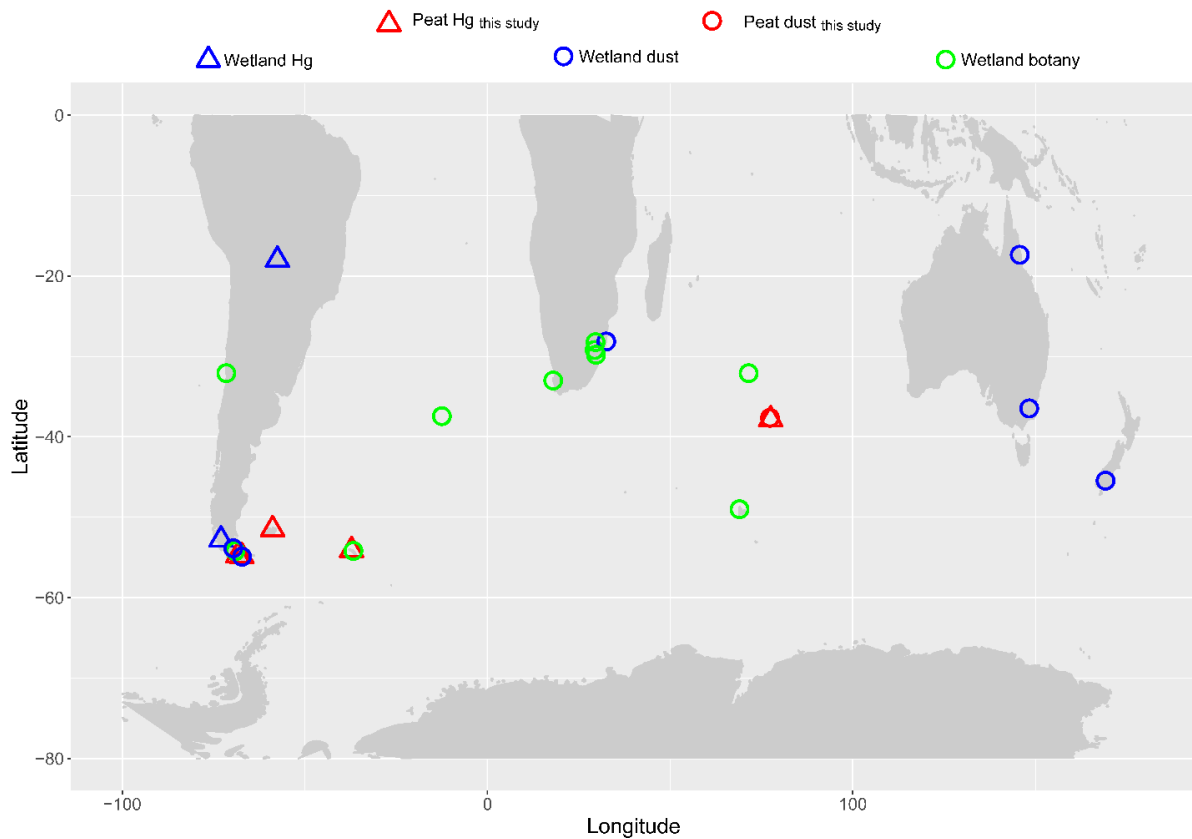 Peat Hg this study Peat dust this study
Wetland Hg Wetland dust Wetland botany
0
−20
−40
−60
−80
Latitude
−100 0 100
Longitude